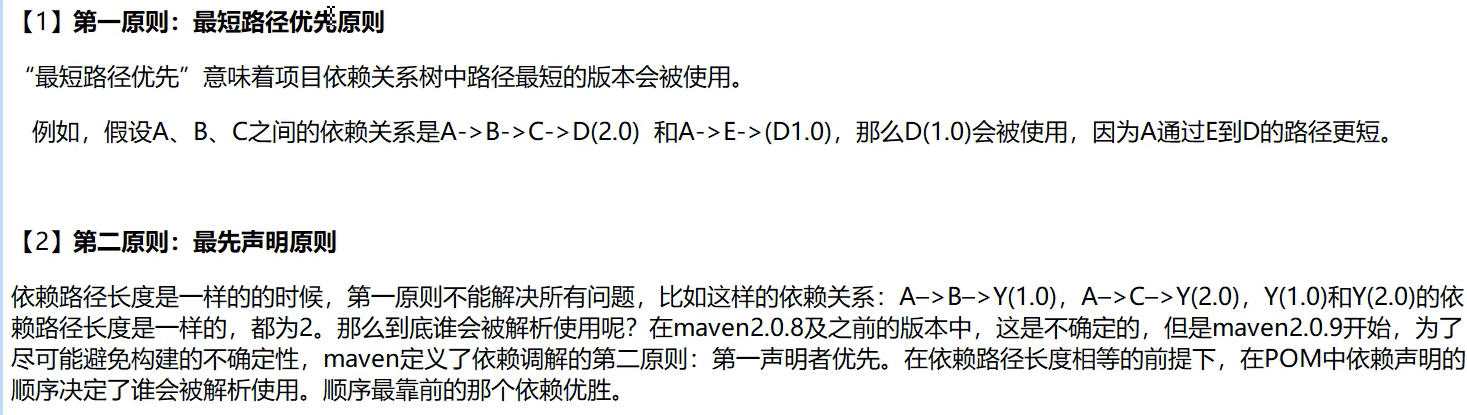 【1】第一原则：最短路径优先原则
“最短路径优先”意味着项目依赖关系树中路径最短的版本会被使用。
例如，假设A、B、C之间的依赖关系是A->B->C->D(2.0) 和A->E->(D1.0)，那么D(1.0)会被使用，因为A通过E到D的路径更短。
【2】第二原则：最先声明原则
依赖路径长度是一样的的时候，第一原则不能解决所有问题，比如这样的依赖关系：A–>B–>Y(1.0)，A–>C–>Y(2.0)，Y(1.0)和Y(2.0)的依
赖路径长度是一样的，都为2。那么到底谁会被解析使用呢？在maven2.0.8及之前的版本中，这是不确定的，但是maven2.0.9开始，为了
尽可能避免构建的不确定性，maven定义了依赖调解的第二原则：第一声明者优先。在依赖路径长度相等的前提下，在POM中依赖声明的
顺序决定了谁会被解析使用。顺序最靠前的那个依赖优胜。